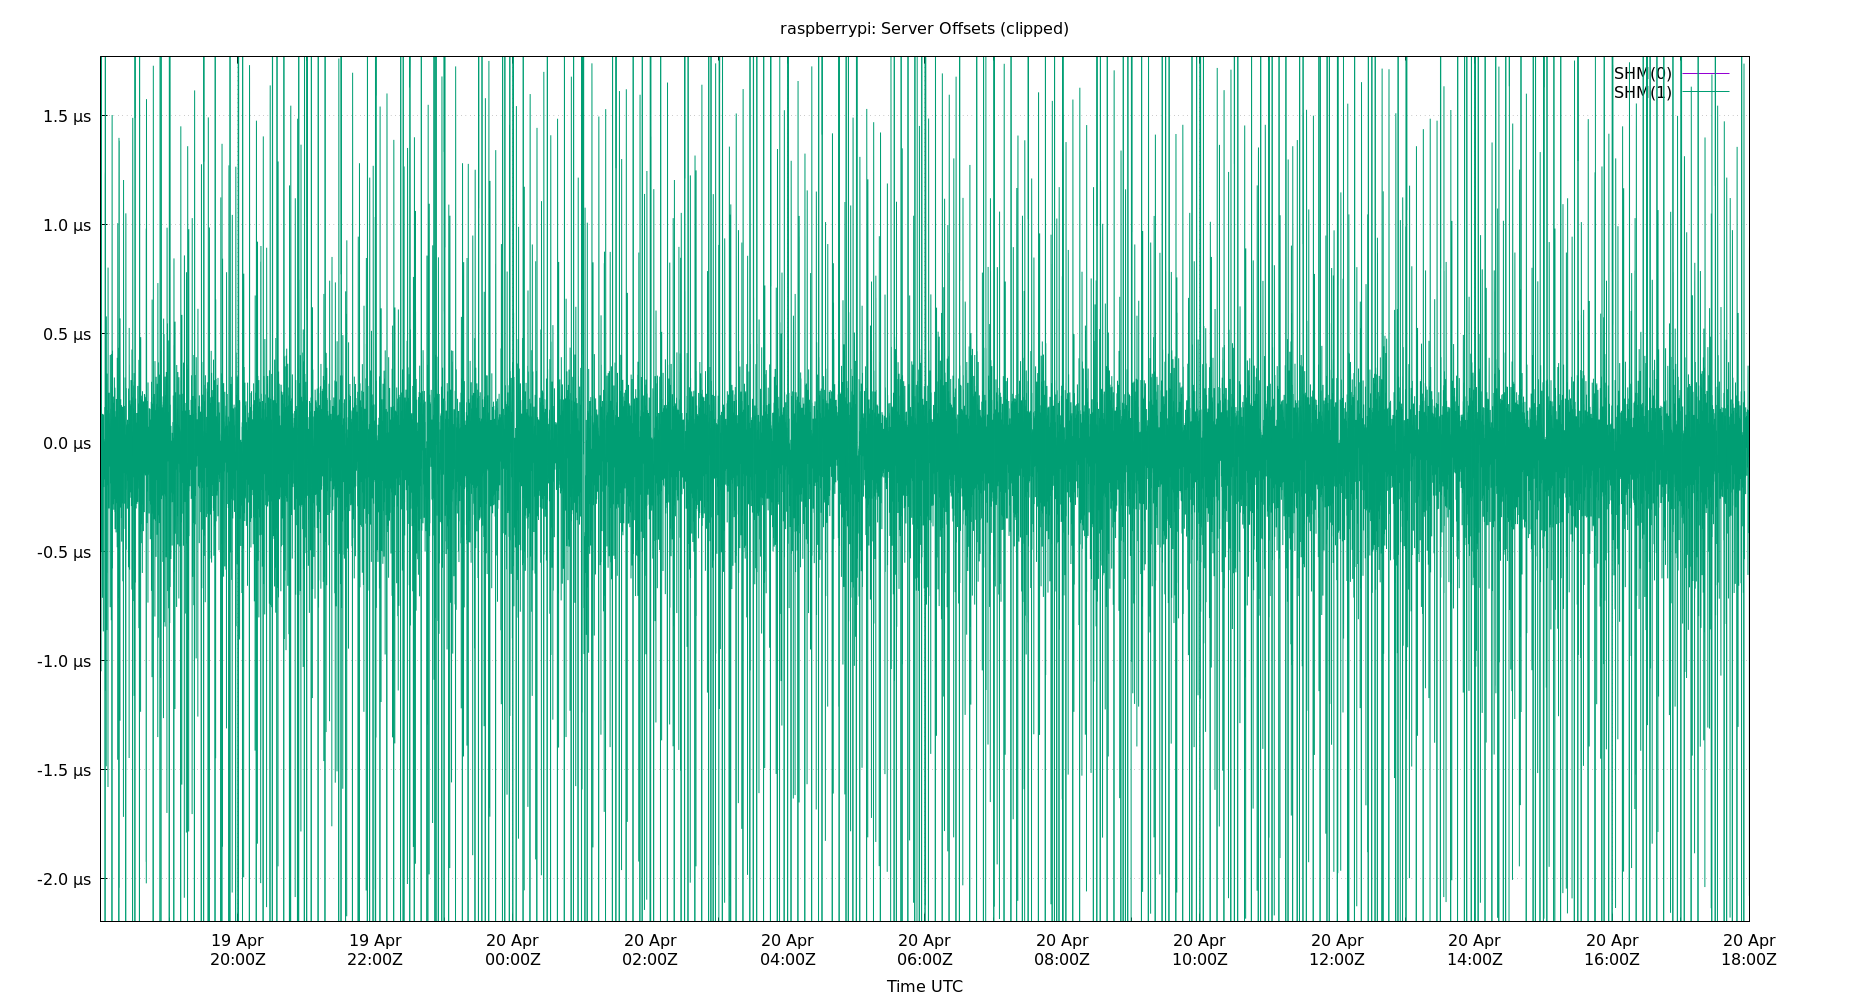 raspberrypi: Server Offsets (clipped)
SHM(0)
SHM(1)
1.5 µs
1.0 µs
0.5 µs
0.0 µs
-0.5 µs
-1.0 µs
-1.5 µs
-2.0 µs
19 Apr 19 Apr 20 Apr 20 Apr 20 Apr 20 Apr 20 Apr 20 Apr 20 Apr 20 Apr 20 Apr 20 Apr
20:00Z 22:00Z 00:00Z 02:00Z 04:00Z 06:00Z 08:00Z 10:00Z 12:00Z 14:00Z 16:00Z 18:00Z
Time UTC